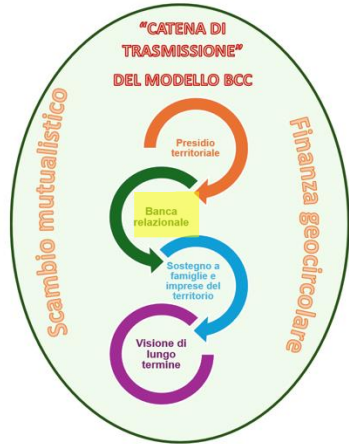 “CATENA DI
TRASMISSIONE”
DEL MODELLO BCC
Scambio mutualistico
Finanza geocircolare
Presidio
territoriale
Banca
relazionale
Sostegno a
famiglie e
imprese del
territorio
Visione di
lungo
termine